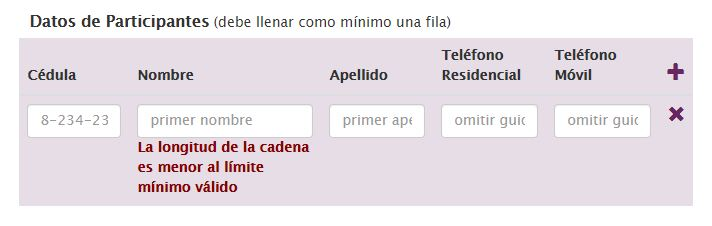 Datos de Participantes (debe llenar como mínimo una fila)
Cédula Nombre Apellido Teléfono Residencial Teléfono Móvil
8-234-23 primer nombre primer ape omitir guic omitir guic
La longitud de la cadena
es menor al límite
mínimo válido